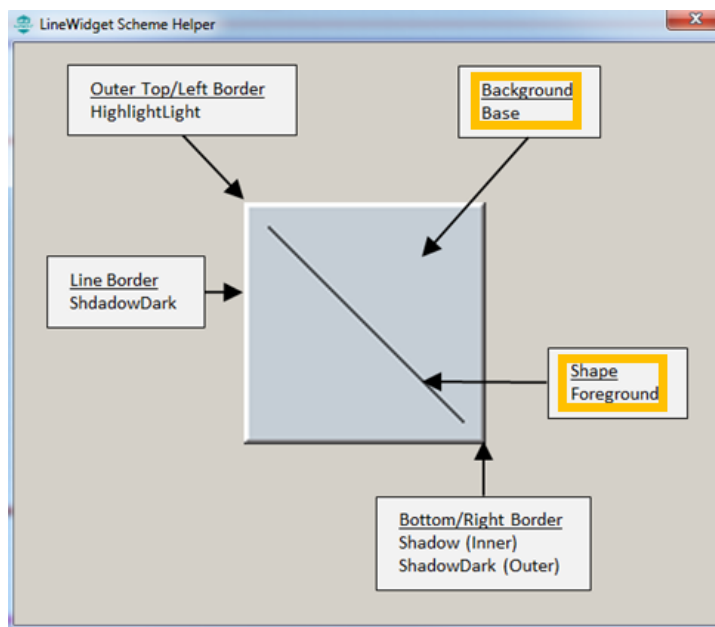 LineWidget Scheme Helper
Outer Top/Left Border
HighlightLight
Background
Base
Line Border
ShdadowDark
Shape
Foreground
Bottom/Right Border
Shadow (Inner)
ShadowDark (Outer)